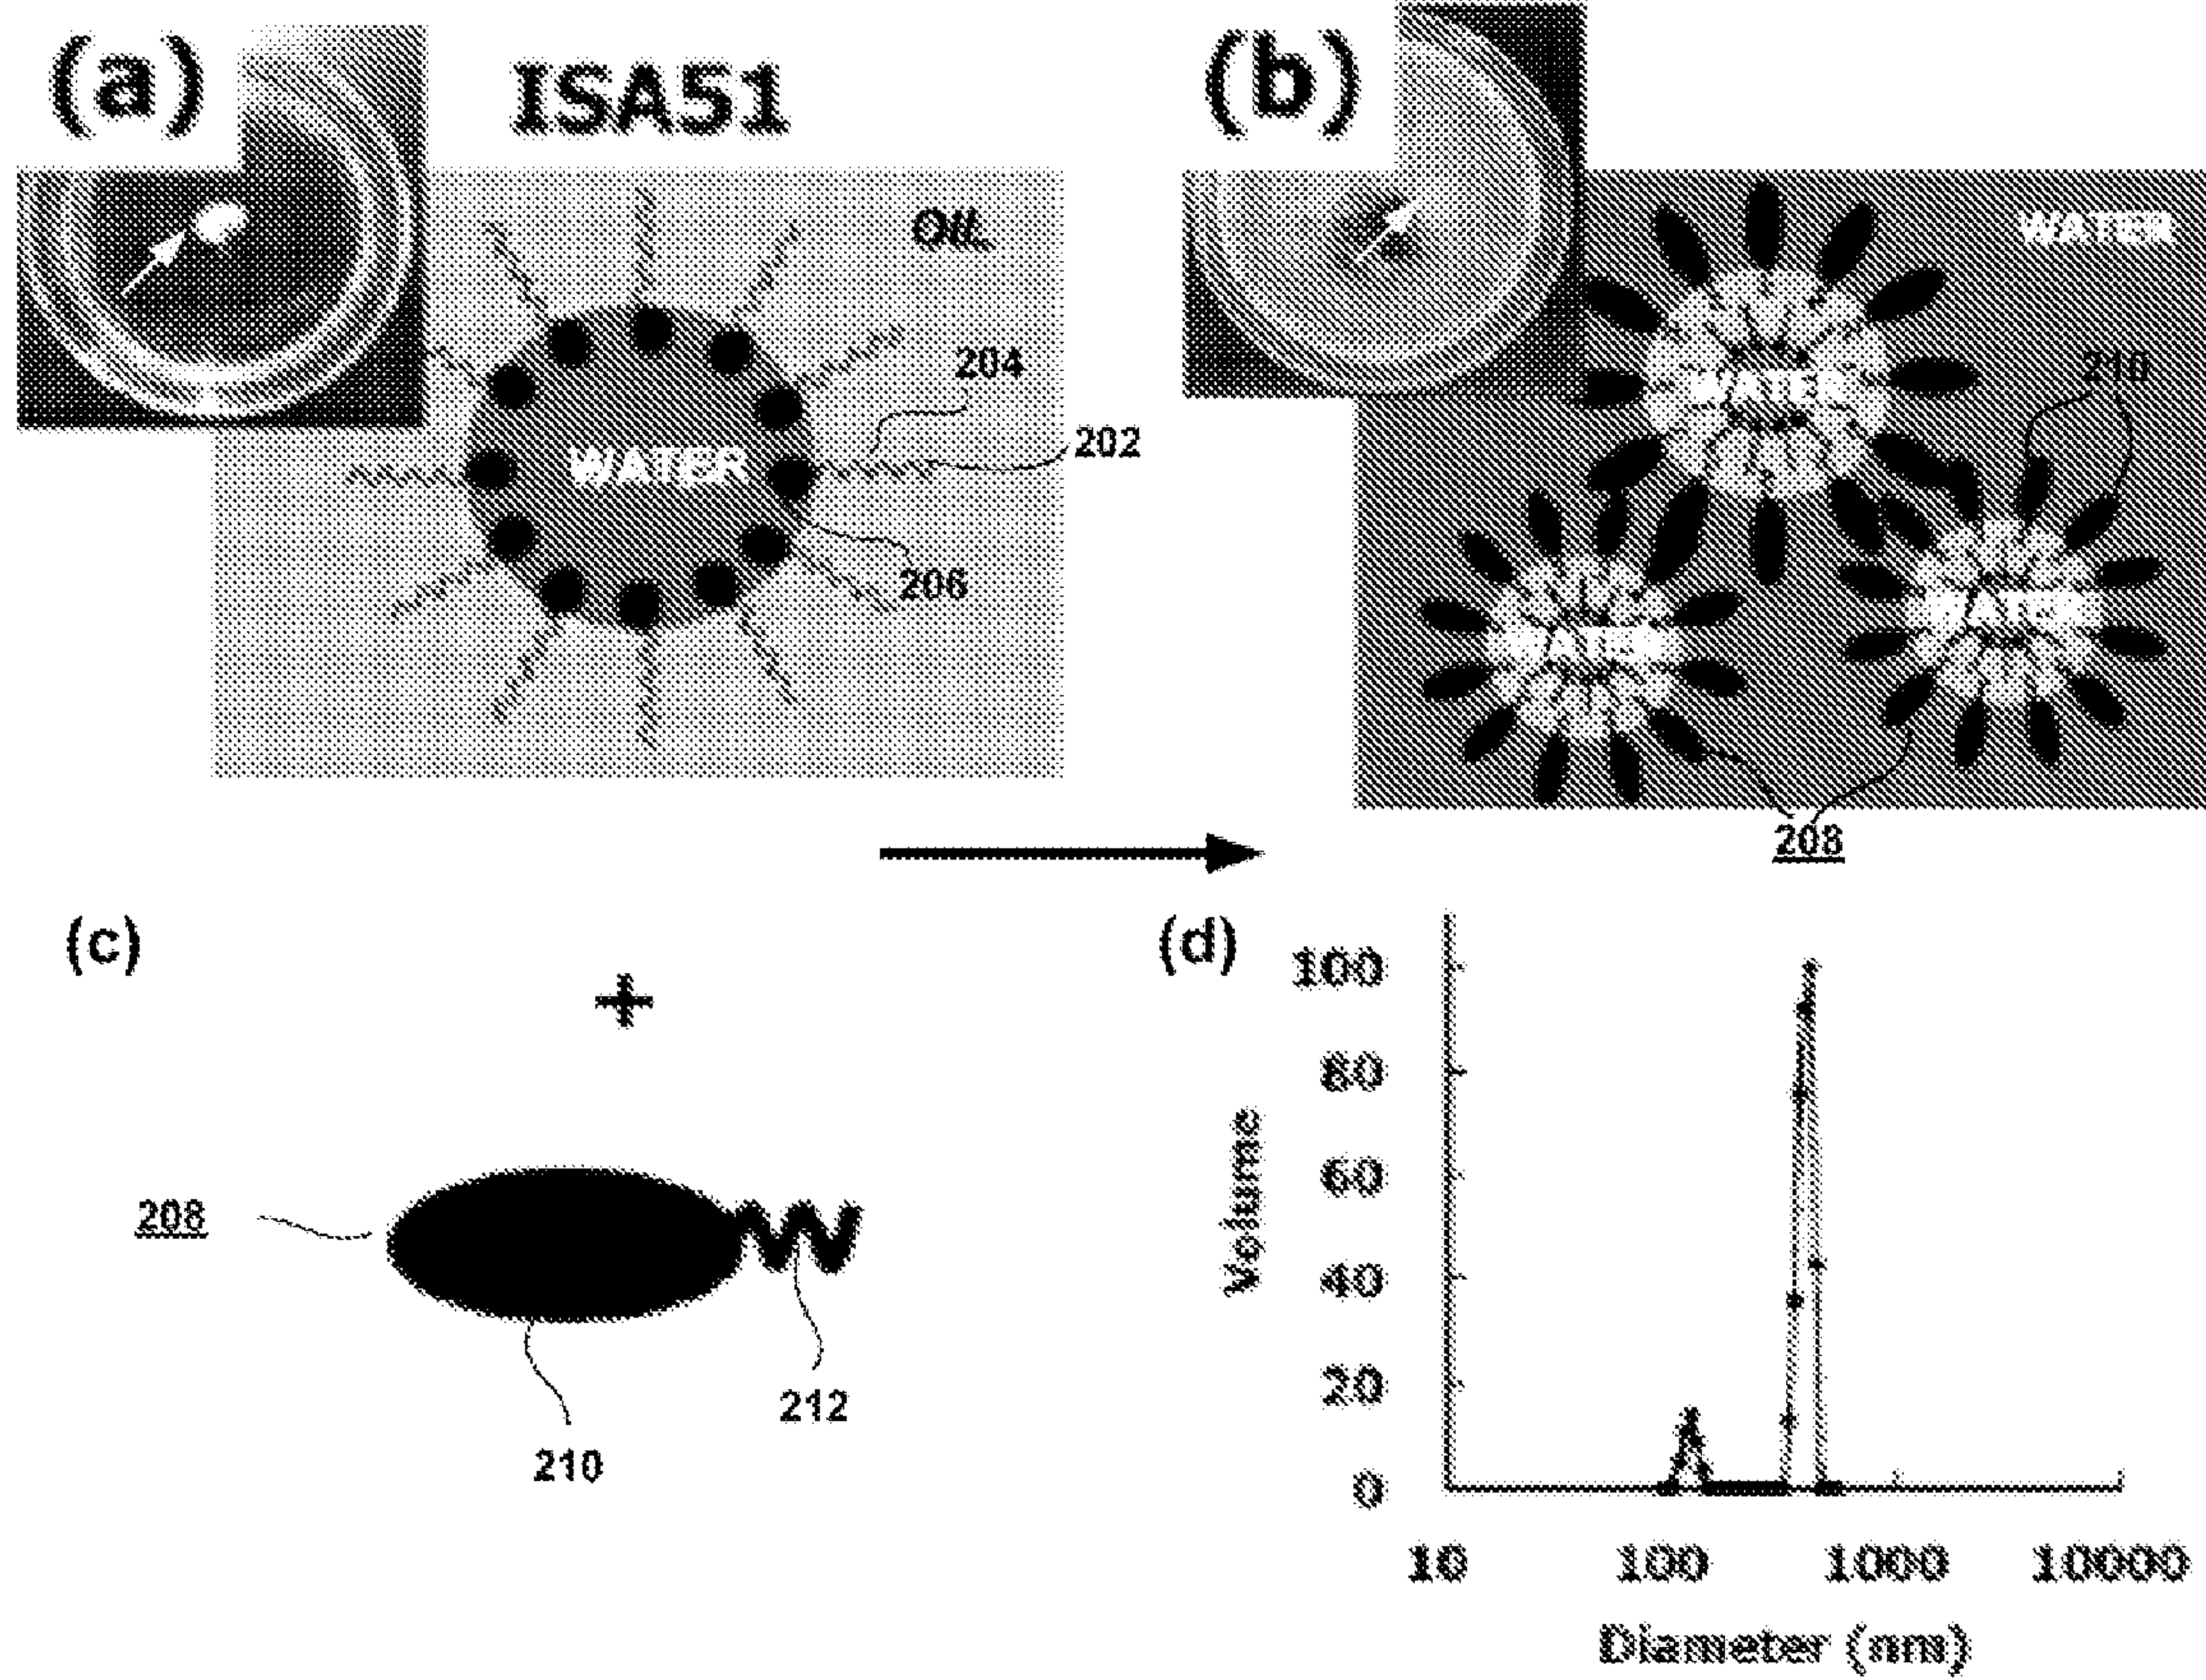 (a)
ISA51
OIL
WATER
204
202
206
(b)
WATER
WATER
210
WATER
WATER
208
(c)
+
208
212
210
(d)
100
80
60
40
20
0
Volume
10 100 1000 10000
Diameter (nm)